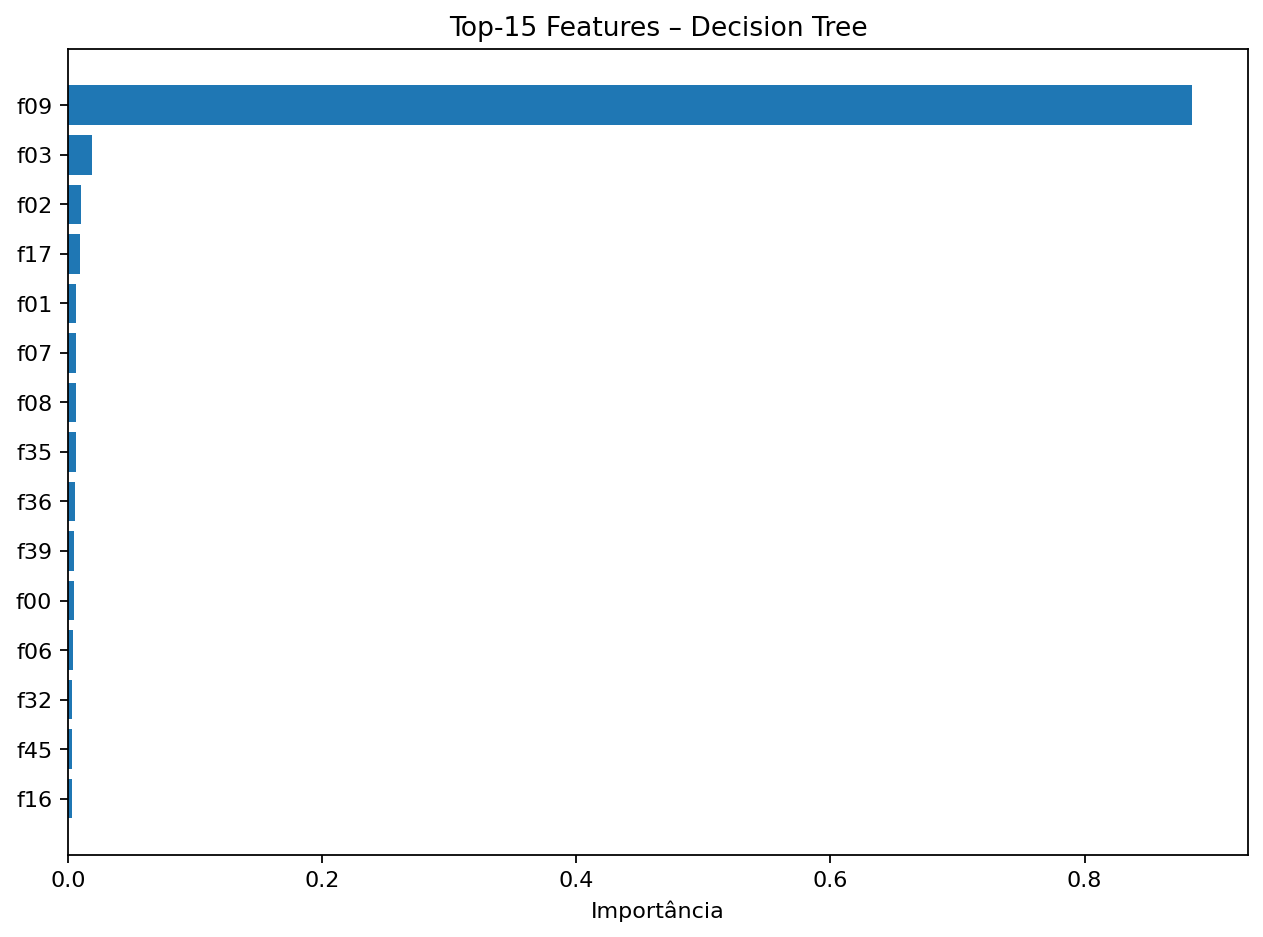 Top-15 Features – Decision Tree
f09
f03
f02
f17
f01
f07
f08
f35
f36
f39
f00
f06
f32
f45
f16
0.0 0.2 0.4 0.6 0.8
Importância